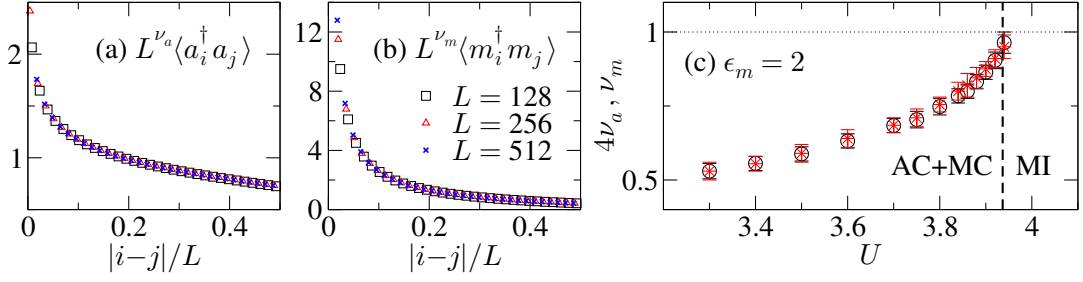 (a) L^{ν_a}⟨a_i^†a_j⟩
2
1
0
0.2
0.4
|i−j|/L
(b) L^{ν_m}⟨m_i^†m_j⟩
L = 128
L = 256
L = 512
12
8
4
0
0
0.2
0.4
|i−j|/L
(c) ϵ_m = 2
4ν_a, ν_m
1
0.5
AC+MC
MI
3.4
3.6
3.8
4
U